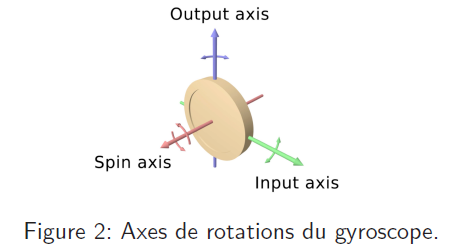 Output axis
Spin axis
Input axis
Figure 2: Axes de rotations du gyroscope.